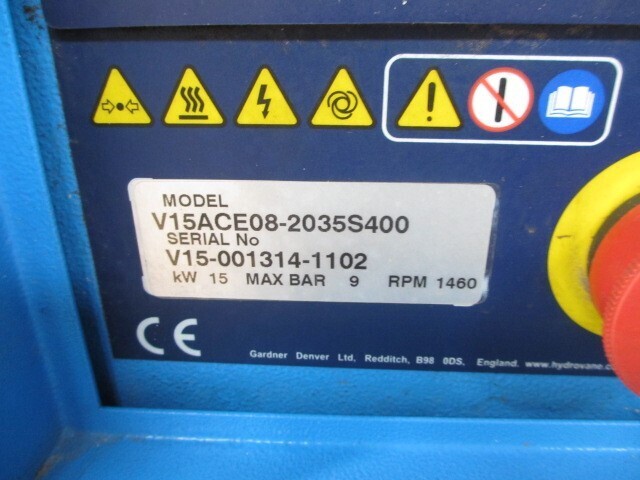 MODEL
V15ACE08-2035S400
SERIAL No
V15-001314-1102
kW 15 MAX BAR 9 RPM 1460
CE
Gardner Denver Ltd, Redditch, B98 0DS, England. www.hydrovane.c